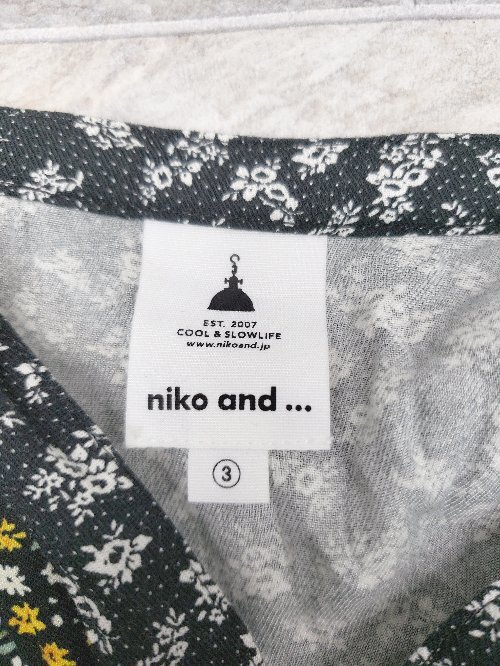 EST. 2007
COOL & SLOWLIFE
www.nikoand.jp
niko and ...
3